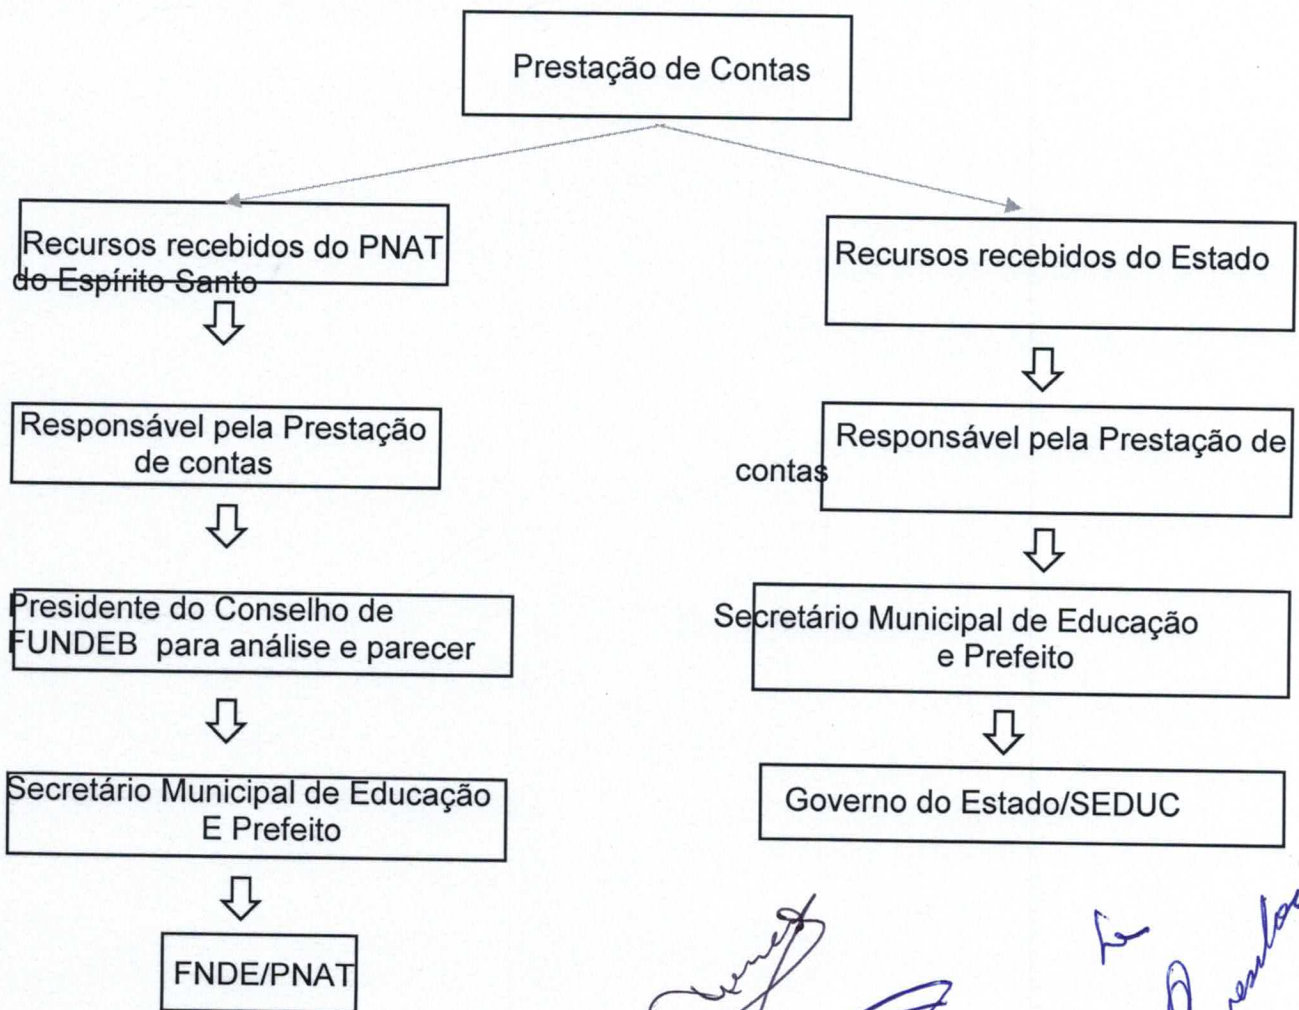 Prestação de Contas
Recursos recebidos do PNAT
do Espírito Santo
Responsável pela Prestação
de contas
Presidente do Conselho de
FUNDEB para análise e parecer
Secretário Municipal de Educação
E Prefeito
FNDE/PNAT
Recursos recebidos do Estado
Responsável pela Prestação de
contas
Secretário Municipal de Educação
e Prefeito
Governo do Estado/SEDUC